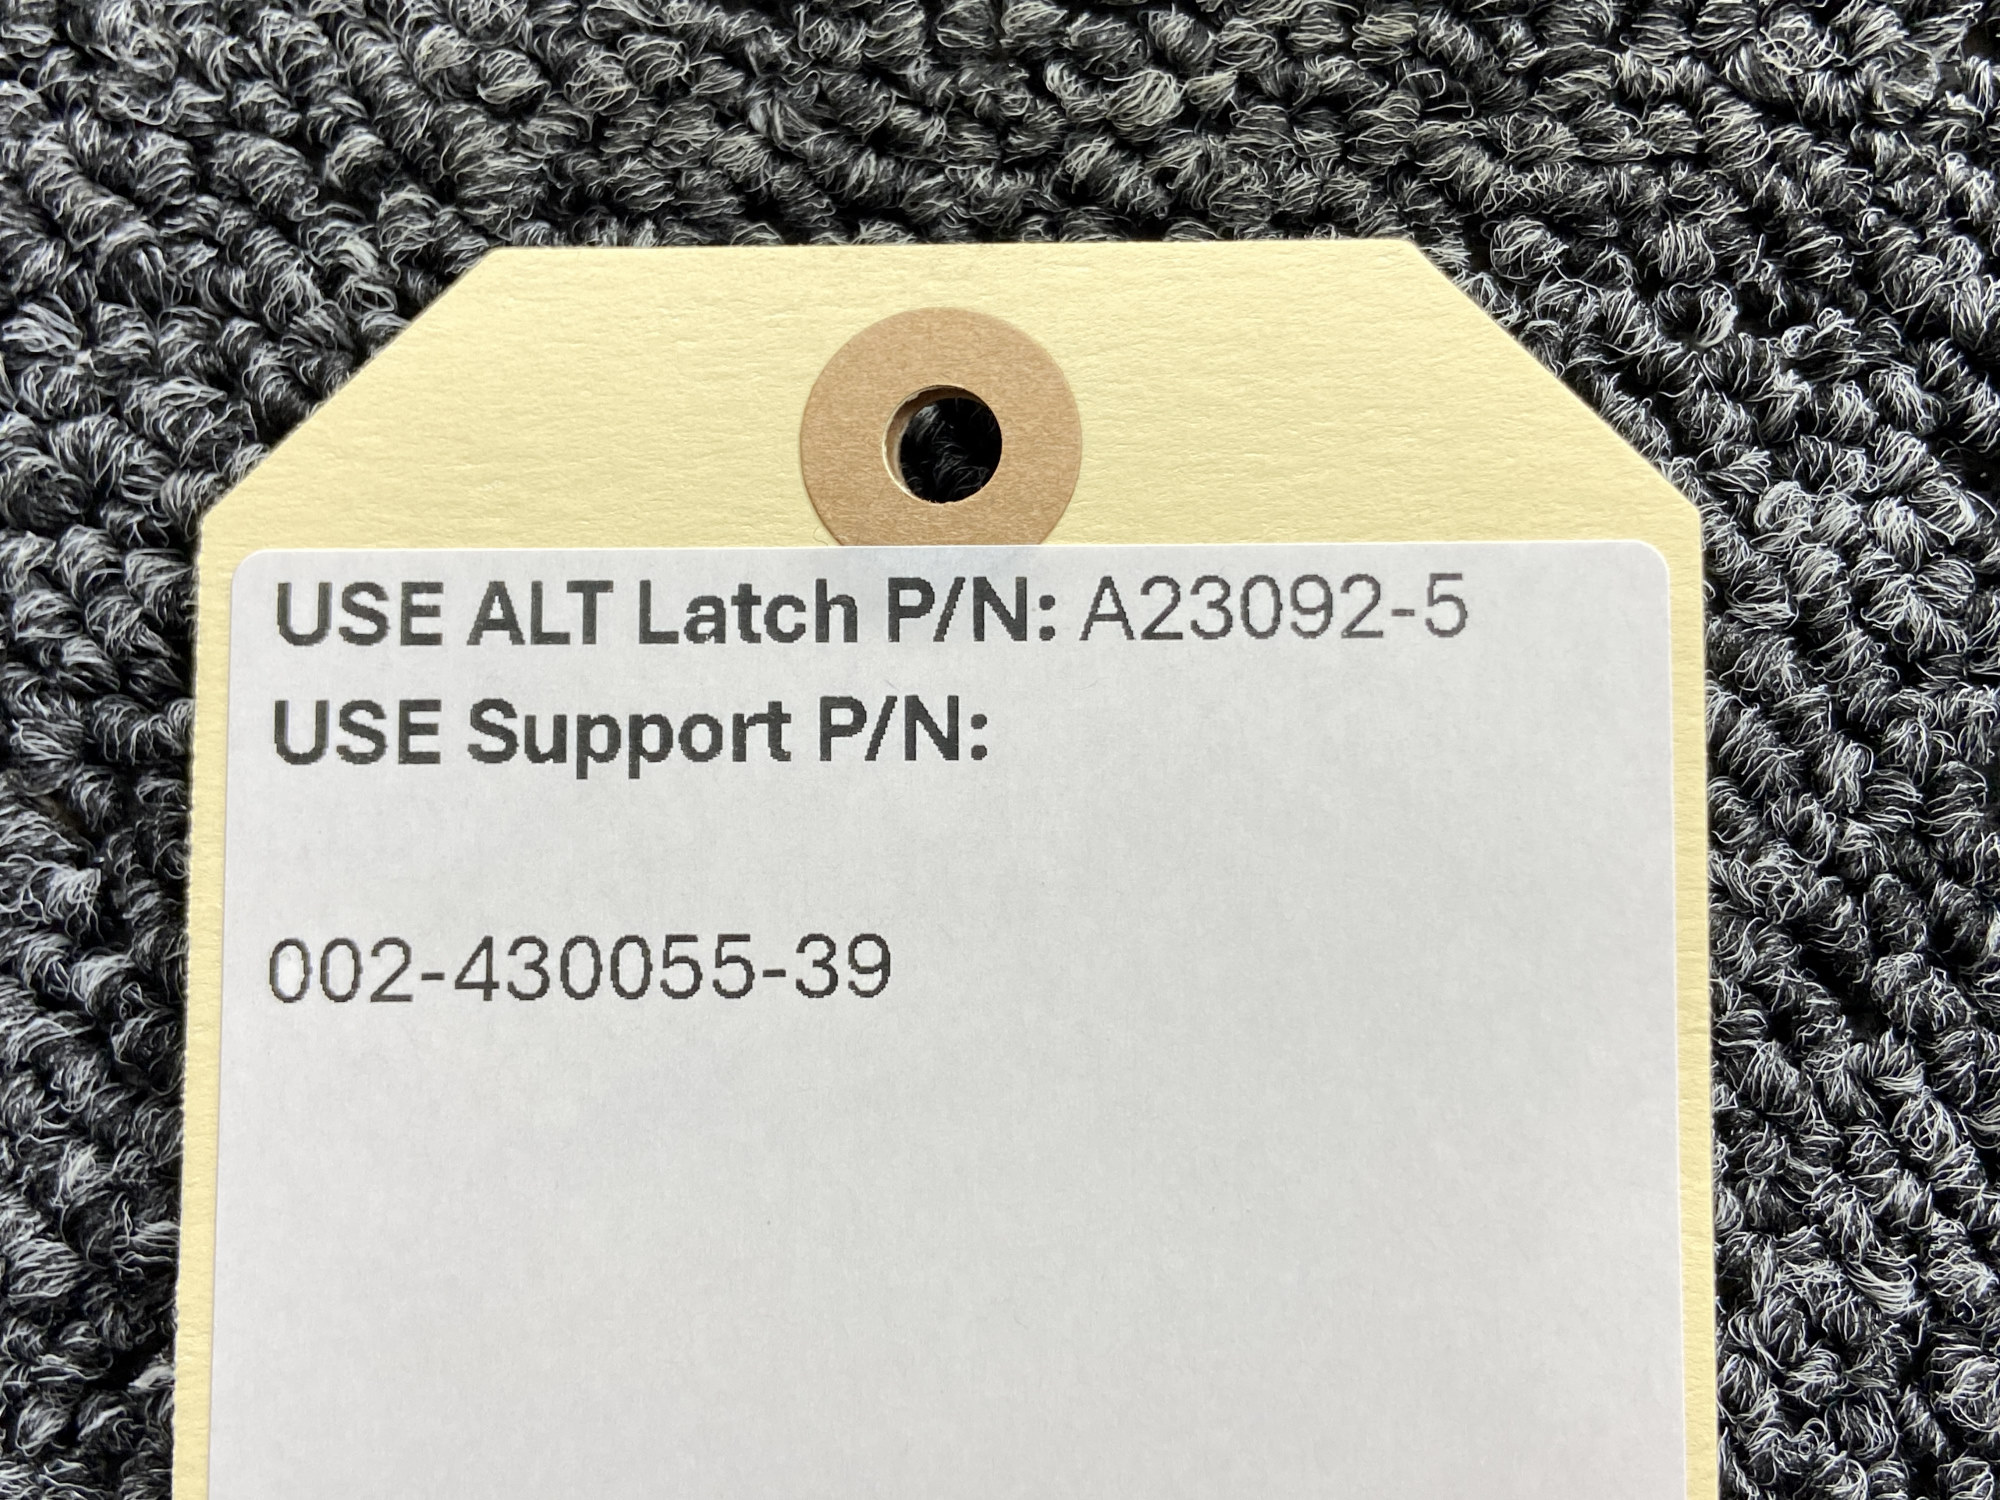 USE ALT Latch P/N: A23092-5
USE Support P/N:
002-430055-39